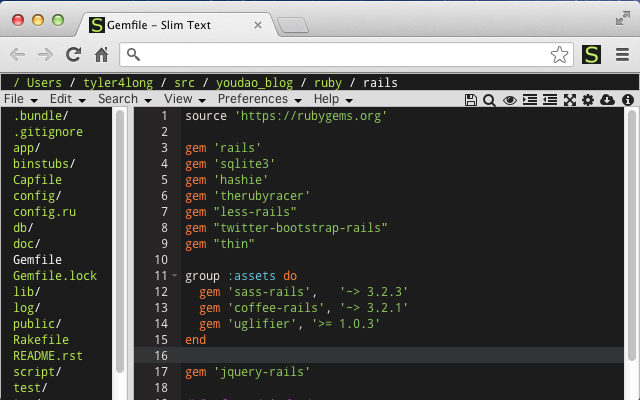 Gemfile – Slim Text
/ Users / tyler4long / src / youdao_blog / ruby / rails
File Edit Search View Preferences Help
.bundle/
.gitignore
app/
binstubs/
Capfile
config/
config.ru
db/
doc/
Gemfile
Gemfile.lock
lib/
log/
public/
Rakefile
README.rst
script/
test/
1 source 'https://rubygems.org'
2
3 gem 'rails'
4 gem 'sqlite3'
5 gem 'hashie'
6 gem 'therubyracer'
7 gem "less-rails"
8 gem "twitter-bootstrap-rails"
9 gem "thin"
10
11 group :assets do
12 gem 'sass-rails',   '~> 3.2.3'
13 gem 'coffee-rails', '~> 3.2.1'
14 gem 'uglifier', '>= 1.0.3'
15 end
16
17 gem 'jquery-rails'
18